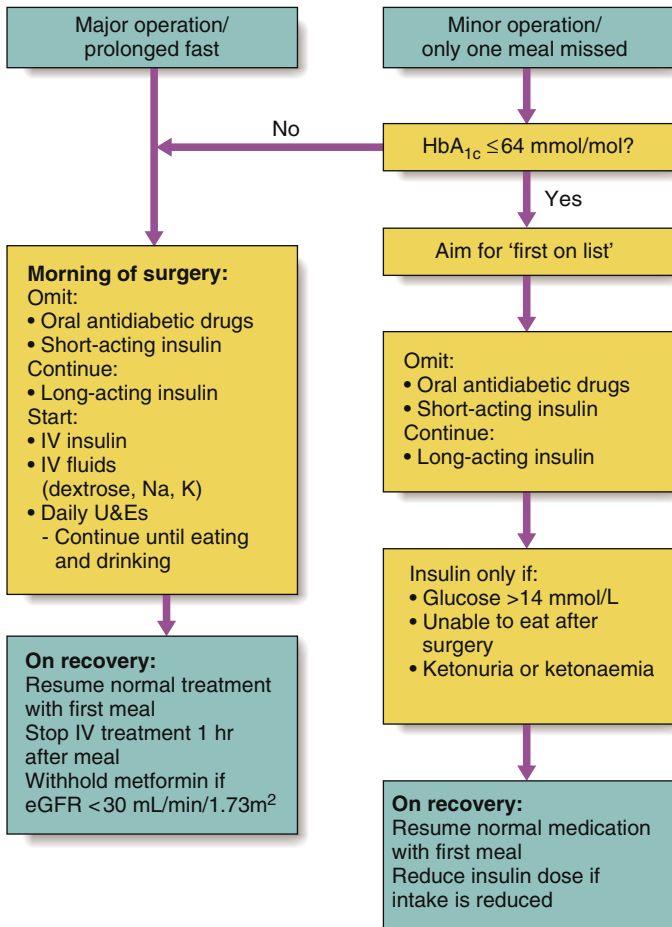 Major operation/
prolonged fast
Minor operation/
only one meal missed
No
HbA1c ≤64 mmol/mol?
Yes
Aim for ‘first on list’
Morning of surgery:
Omit:
• Oral antidiabetic drugs
• Short-acting insulin
Continue:
• Long-acting insulin
Start:
• IV insulin
• IV fluids
(dextrose, Na, K)
• Daily U&Es
- Continue until eating
and drinking
Omit:
• Oral antidiabetic drugs
• Short-acting insulin
Continue:
• Long-acting insulin
Insulin only if:
• Glucose >14 mmol/L
• Unable to eat after
surgery
• Ketonuria or ketonaemia
On recovery:
Resume normal treatment
with first meal
Stop IV treatment 1 hr
after meal
Withhold metformin if
eGFR <30 mL/min/1.73m²
On recovery:
Resume normal medication
with first meal
Reduce insulin dose if
intake is reduced